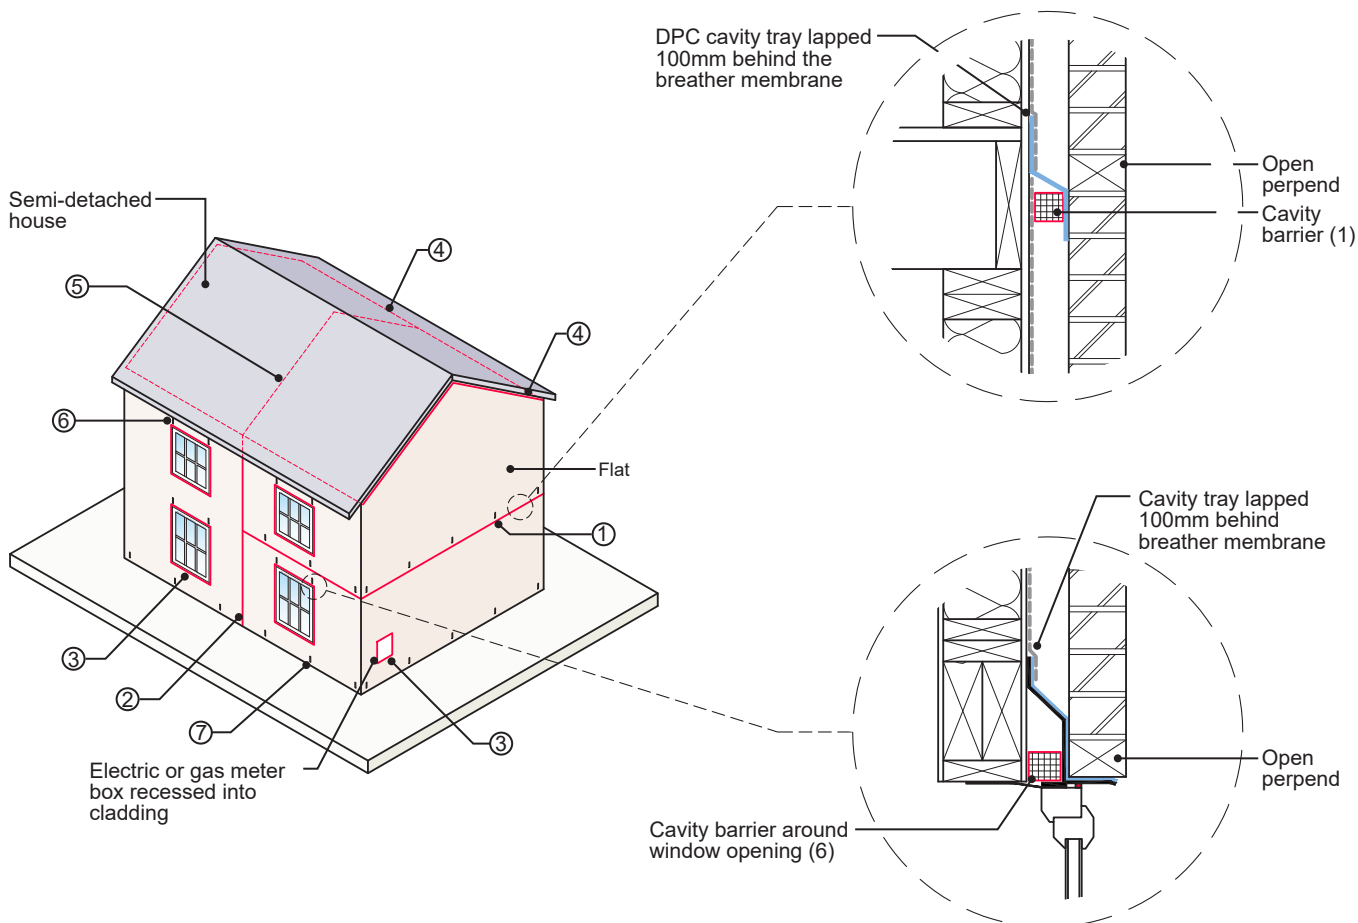 DPC cavity tray lapped
100mm behind the
breather membrane
Open
perpend
Cavity
barrier (1)
Semi-detached
house
4
5
4
6
Flat
1
Cavity tray lapped
100mm behind
breather membrane
3
2
7
3
Electric or gas meter
box recessed into
cladding
Open
perpend
Cavity barrier around
window opening (6)